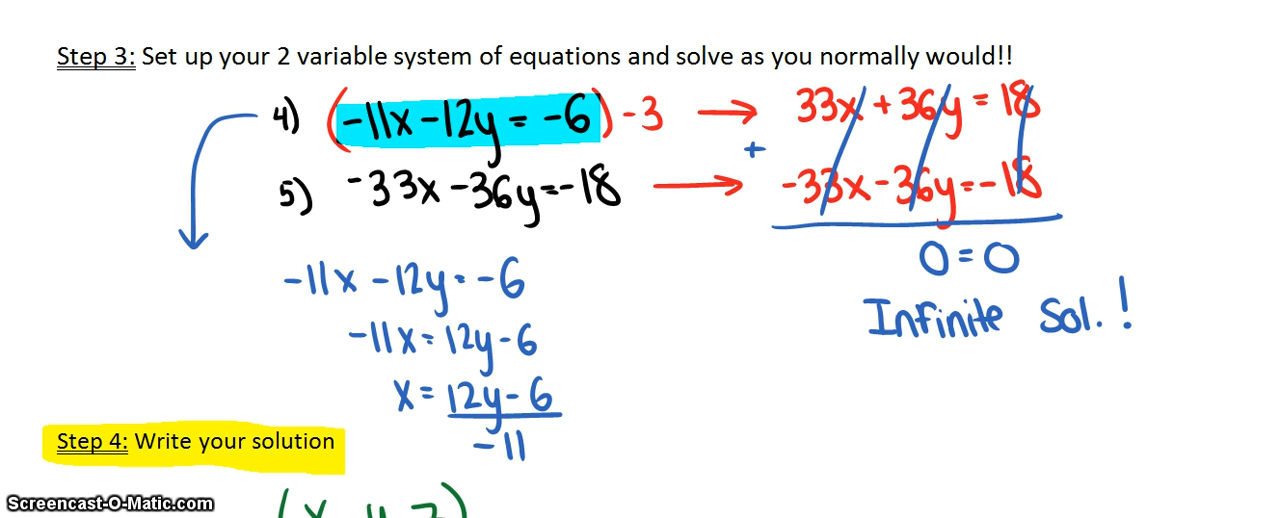 Step 3: Set up your 2 variable system of equations and solve as you normally would!!
4) (-11x - 12y = -6) -3 → 33x + 36y = 18
+
5) -33x - 36y = -18 → -33x - 36y = -18
0 = 0
Infinite Sol. !
-11x - 12y = -6
-11x = 12y - 6
x = 12y - 6
-11
Step 4: Write your solution
(x y z)
Screencast-O-Matic.com